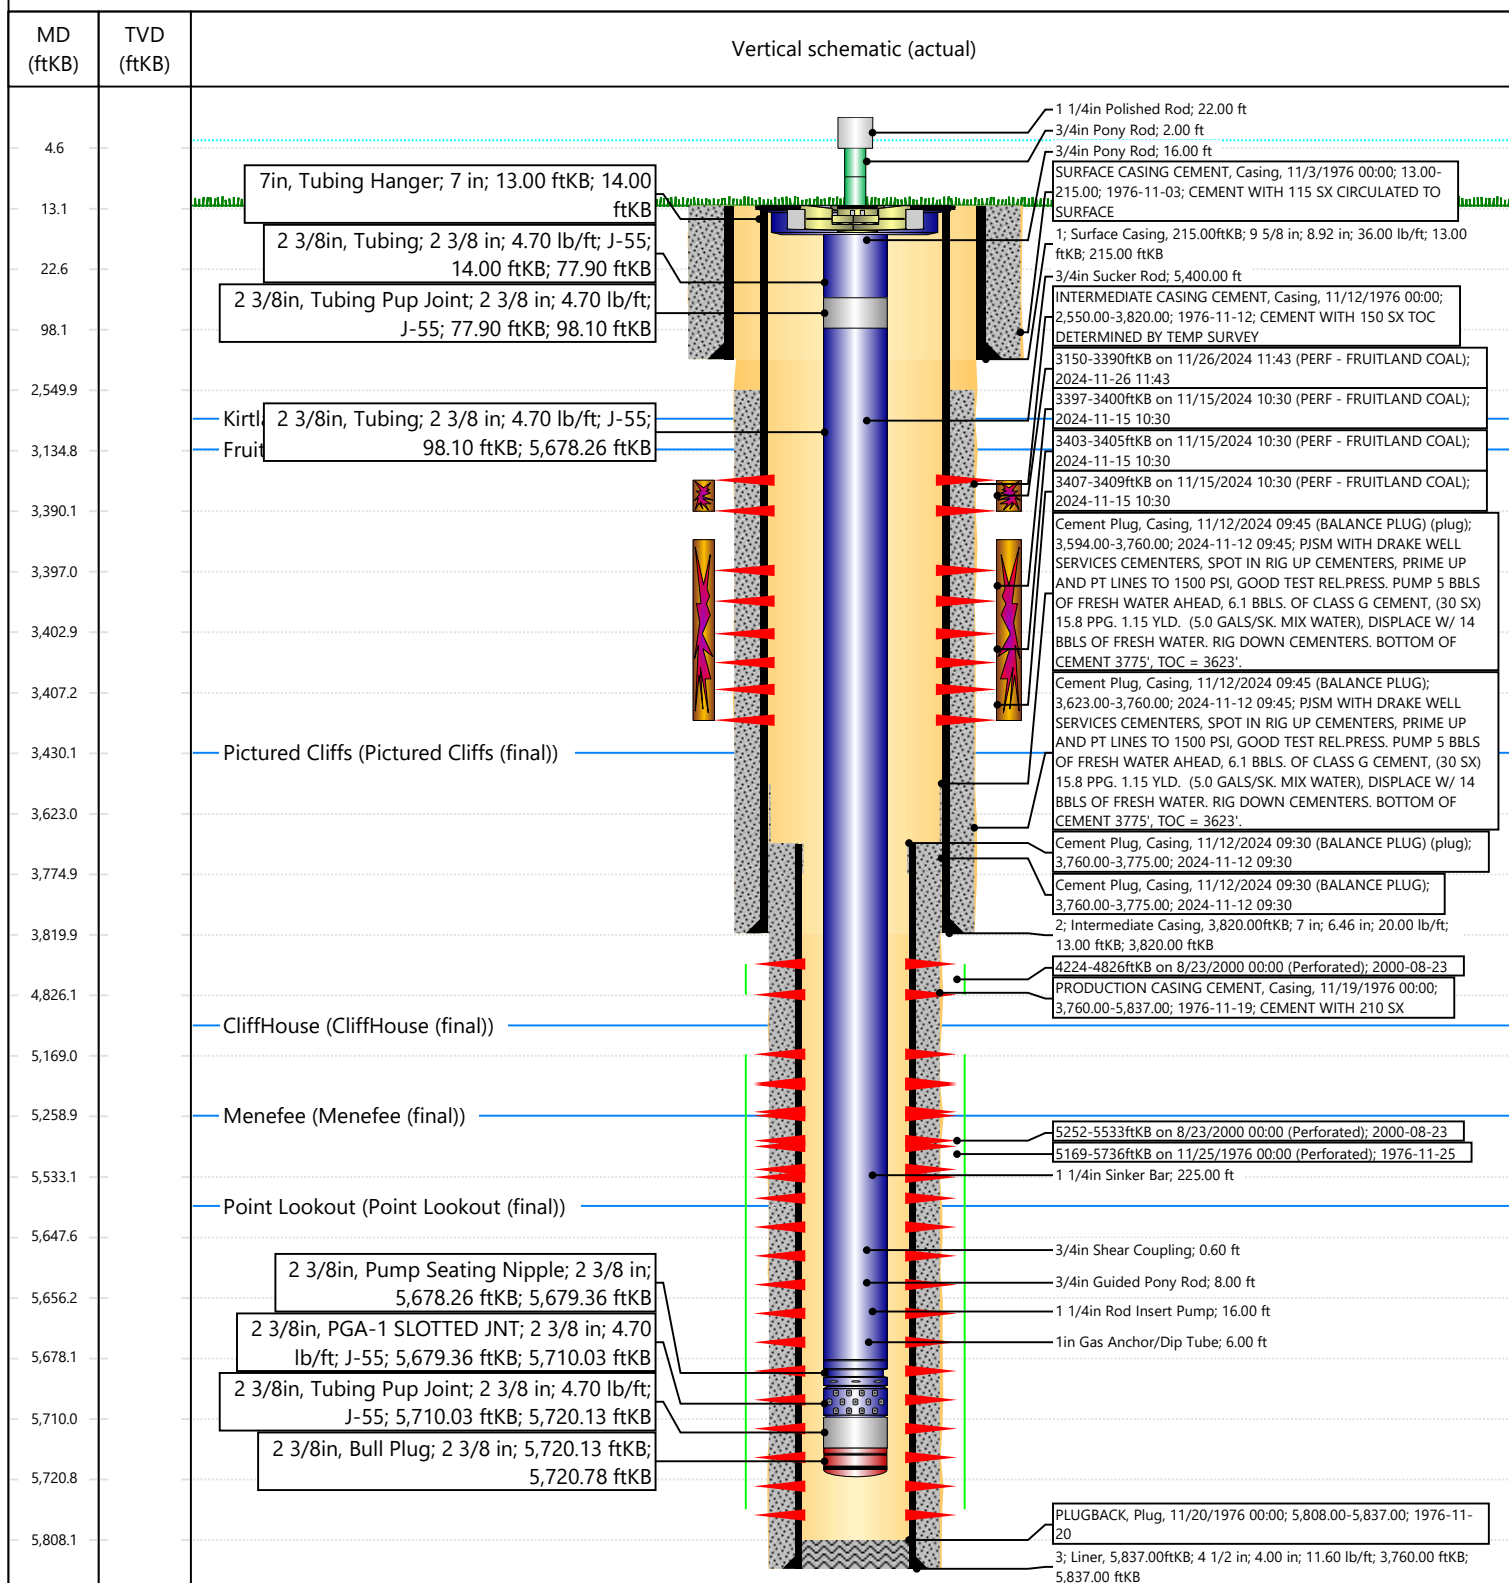 MD
(ftKB)
TVD
(ftKB)
Vertical schematic (actual)
4.6
13.1
22.6
98.1
2,549.9
3,134.8
3,390.1
3,397.0
3,402.9
3,407.2
3,430.1
3,623.0
3,774.9
3,819.9
4,826.1
5,169.0
5,258.9
5,533.1
5,647.6
5,656.2
5,678.1
5,710.0
5,720.8
5,808.1
7in, Tubing Hanger; 7 in; 13.00 ftKB; 14.00
ftKB
2 3/8in, Tubing; 2 3/8 in; 4.70 lb/ft; J-55;
14.00 ftKB; 77.90 ftKB
2 3/8in, Tubing Pup Joint; 2 3/8 in; 4.70 lb/ft;
J-55; 77.90 ftKB; 98.10 ftKB
2 3/8in, Tubing; 2 3/8 in; 4.70 lb/ft; J-55;
98.10 ftKB; 5,678.26 ftKB
Pictured Cliffs (Pictured Cliffs (final))
CliffHouse (CliffHouse (final))
Menefee (Menefee (final))
Point Lookout (Point Lookout (final))
2 3/8in, Pump Seating Nipple; 2 3/8 in;
5,678.26 ftKB; 5,679.36 ftKB
2 3/8in, PGA-1 SLOTTED JNT; 2 3/8 in; 4.70
lb/ft; J-55; 5,679.36 ftKB; 5,710.03 ftKB
2 3/8in, Tubing Pup Joint; 2 3/8 in; 4.70 lb/ft;
J-55; 5,710.03 ftKB; 5,720.13 ftKB
2 3/8in, Bull Plug; 2 3/8 in; 5,720.13 ftKB;
5,720.78 ftKB
1 1/4in Polished Rod; 22.00 ft
3/4in Pony Rod; 2.00 ft
3/4in Pony Rod; 16.00 ft
SURFACE CASING CEMENT, Casing, 11/3/1976 00:00; 13.00-
215.00; 1976-11-03; CEMENT WITH 115 SX CIRCULATED TO
SURFACE
1; Surface Casing, 215.00ftKB; 9 5/8 in; 8.92 in; 36.00 lb/ft; 13.00
ftKB; 215.00 ftKB
3/4in Sucker Rod; 5,400.00 ft
INTERMEDIATE CASING CEMENT, Casing, 11/12/1976 00:00;
2,550.00-3,820.00; 1976-11-12; CEMENT WITH 150 SX TOC
DETERMINED BY TEMP SURVEY
3150-3390ftKB on 11/26/2024 11:43 (PERF - FRUITLAND COAL);
2024-11-26 11:43
3397-3400ftKB on 11/15/2024 10:30 (PERF - FRUITLAND COAL);
2024-11-15 10:30
3403-3405ftKB on 11/15/2024 10:30 (PERF - FRUITLAND COAL);
2024-11-15 10:30
3407-3409ftKB on 11/15/2024 10:30 (PERF - FRUITLAND COAL);
2024-11-15 10:30
Cement Plug, Casing, 11/12/2024 09:45 (BALANCE PLUG) (plug);
3,594.00-3,760.00; 2024-11-12 09:45; PJSM WITH DRAKE WELL
SERVICES CEMENTERS, SPOT IN RIG UP CEMENTERS, PRIME UP
AND PT LINES TO 1500 PSI, GOOD TEST REL.PRESS. PUMP 5 BBLS
OF FRESH WATER AHEAD, 6.1 BBLS. OF CLASS G CEMENT, (30 SX)
15.8 PPG. 1.15 YLD.  (5.0 GALS/SK. MIX WATER), DISPLACE W/ 14
BBLS OF FRESH WATER. RIG DOWN CEMENTERS. BOTTOM OF
CEMENT 3775', TOC = 3623'.
Cement Plug, Casing, 11/12/2024 09:45 (BALANCE PLUG);
3,623.00-3,760.00; 2024-11-12 09:45; PJSM WITH DRAKE WELL
SERVICES CEMENTERS, SPOT IN RIG UP CEMENTERS, PRIME UP
AND PT LINES TO 1500 PSI, GOOD TEST REL.PRESS. PUMP 5 BBLS
OF FRESH WATER AHEAD, 6.1 BBLS. OF CLASS G CEMENT, (30 SX)
15.8 PPG. 1.15 YLD.  (5.0 GALS/SK. MIX WATER), DISPLACE W/ 14
BBLS OF FRESH WATER. RIG DOWN CEMENTERS. BOTTOM OF
CEMENT 3775', TOC = 3623'.
Cement Plug, Casing, 11/12/2024 09:30 (BALANCE PLUG) (plug);
3,760.00-3,775.00; 2024-11-12 09:30
Cement Plug, Casing, 11/12/2024 09:30 (BALANCE PLUG);
3,760.00-3,775.00; 2024-11-12 09:30
2; Intermediate Casing, 3,820.00ftKB; 7 in; 6.46 in; 20.00 lb/ft;
13.00 ftKB; 3,820.00 ftKB
4224-4826ftKB on 8/23/2000 00:00 (Perforated); 2000-08-23
PRODUCTION CASING CEMENT, Casing, 11/19/1976 00:00;
3,760.00-5,837.00; 1976-11-19; CEMENT WITH 210 SX
5252-5533ftKB on 8/23/2000 00:00 (Perforated); 2000-08-23
5169-5736ftKB on 11/25/1976 00:00 (Perforated); 1976-11-25
1 1/4in Sinker Bar; 225.00 ft
3/4in Shear Coupling; 0.60 ft
3/4in Guided Pony Rod; 8.00 ft
1 1/4in Rod Insert Pump; 16.00 ft
1in Gas Anchor/Dip Tube; 6.00 ft
PLUGBACK, Plug, 11/20/1976 00:00; 5,808.00-5,837.00; 1976-11-
20
3; Liner, 5,837.00ftKB; 4 1/2 in; 4.00 in; 11.60 lb/ft; 3,760.00 ftKB;
5,837.00 ftKB